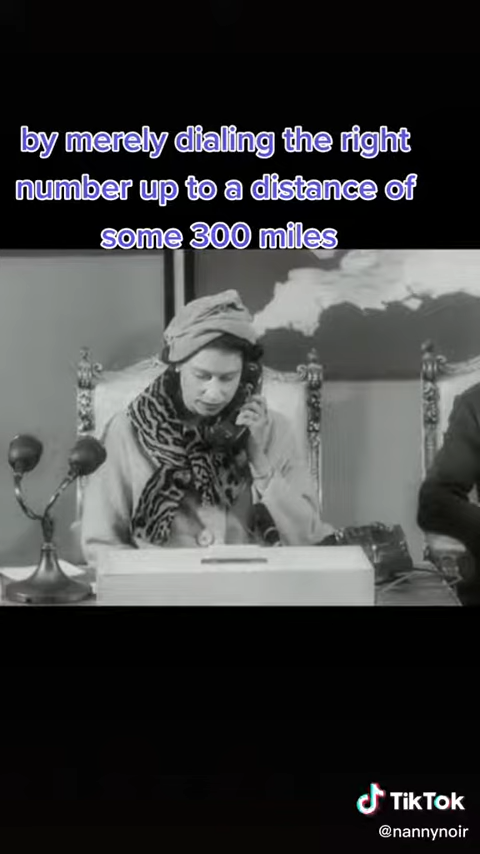 by merely dialing the right
number up to a distance of
some 300 miles
TikTok
@nannynoir